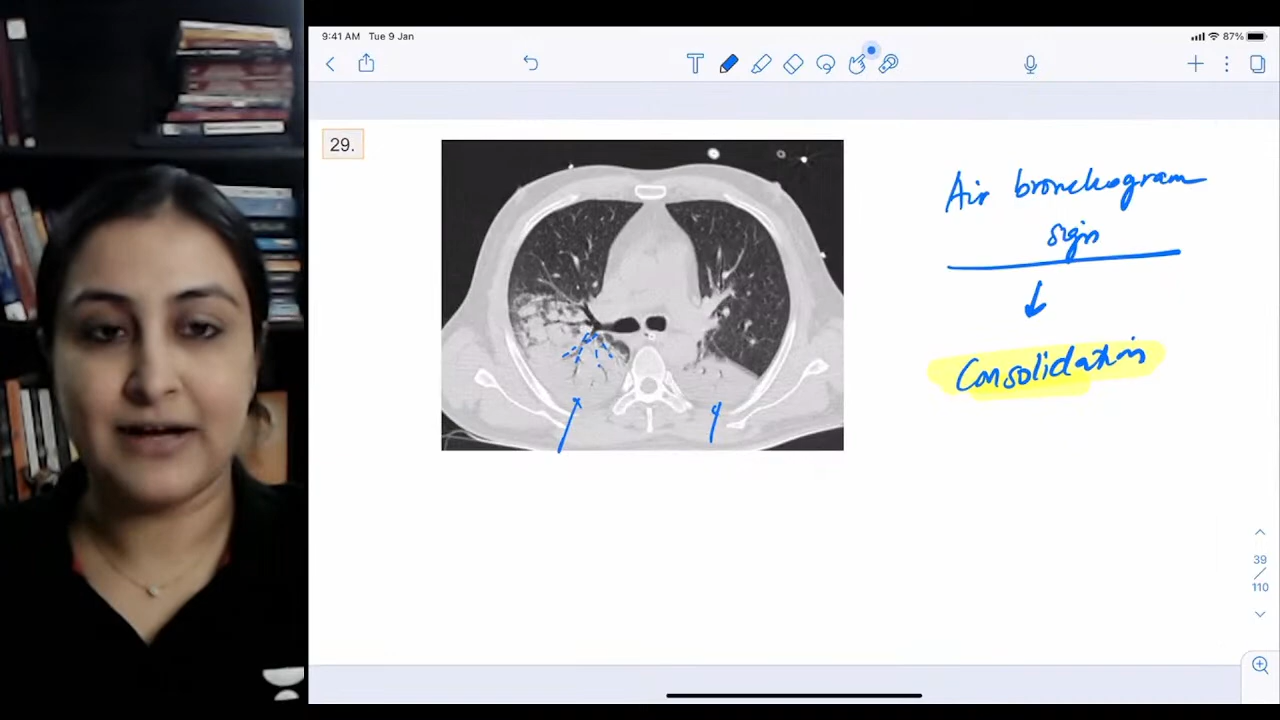 9:41 AM Tue 9 Jan
87%
29.
Air bronchogram
sign
Consolidation
39
110